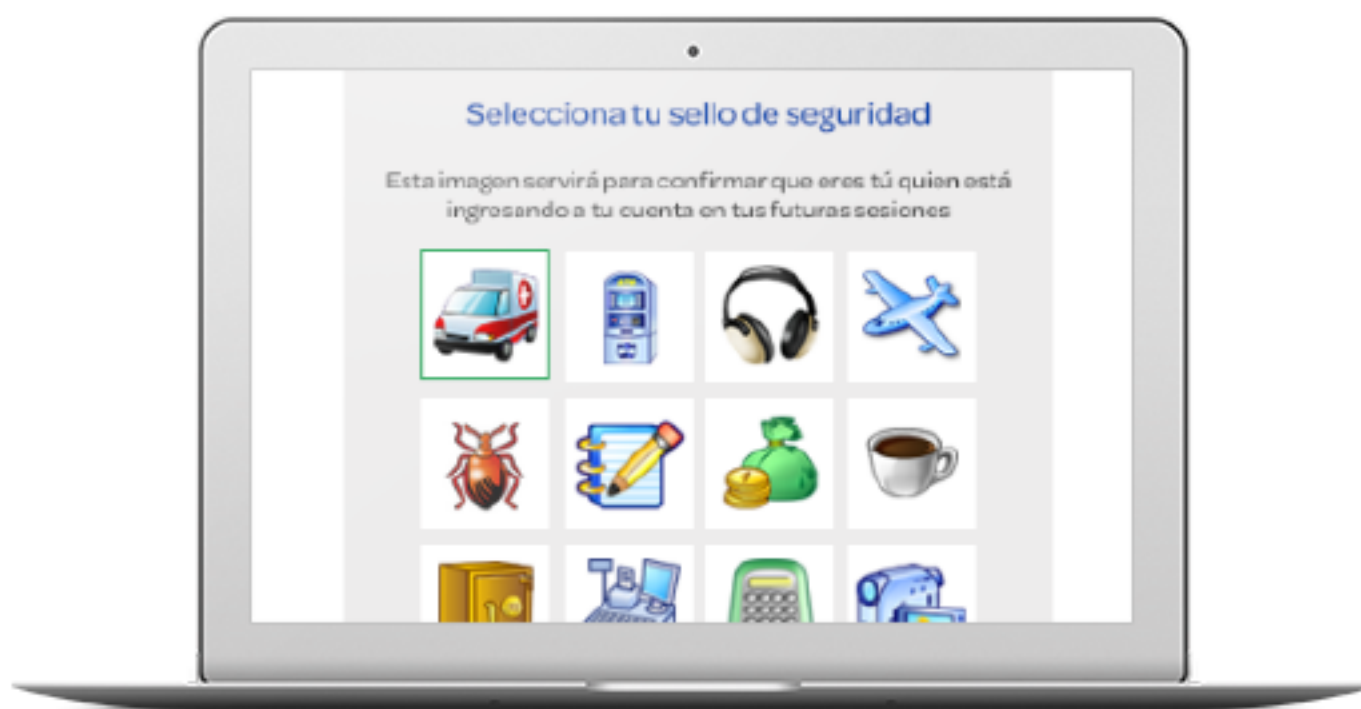 Selecciona tu sello de seguridad
Esta imagen servirá para confirmar que eres tú quien está
ingresando a tu cuenta en tus futuras sesiones